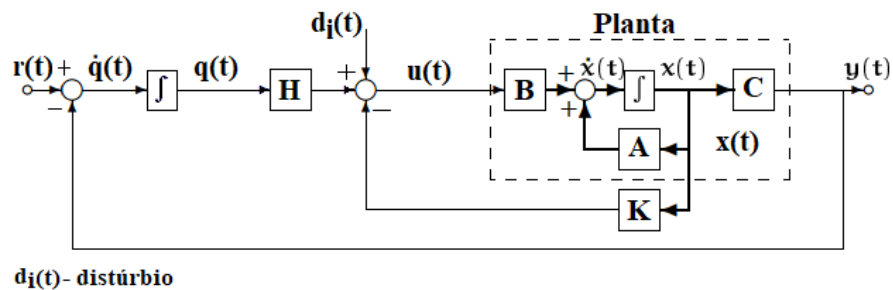 Planta
dᵢ(t)
r(t) + q̇(t) ∫ q(t) H + u(t) B + ẋ(t) ∫ x(t) C y(t)
− − +
A x(t)
K
dᵢ(t) - distúrbio